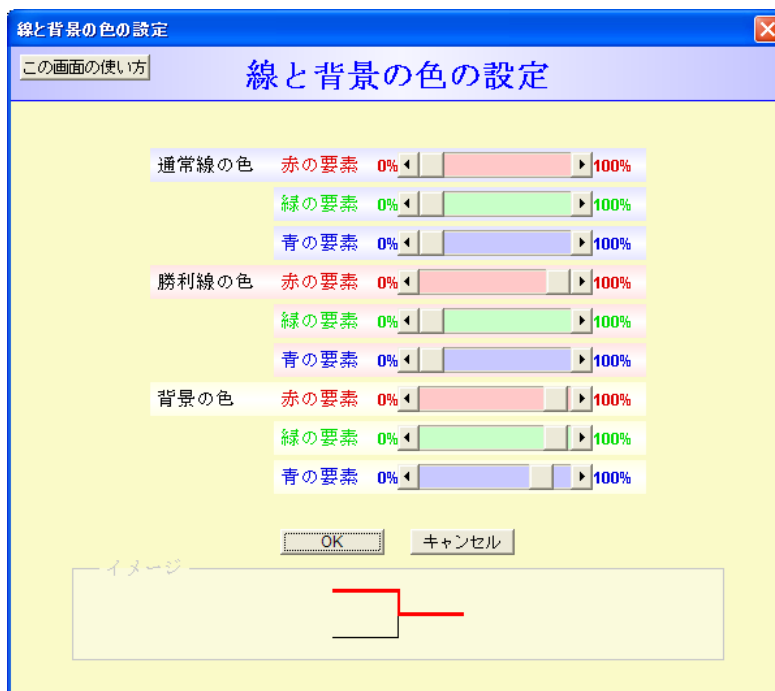 線と背景の色の設定
この画面の使い方
線と背景の色の設定
通常線の色 赤の要素 0% 100%
緑の要素 0% 100%
青の要素 0% 100%
勝利線の色 赤の要素 0% 100%
緑の要素 0% 100%
青の要素 0% 100%
背景の色 赤の要素 0% 100%
緑の要素 0% 100%
青の要素 0% 100%
OK キャンセル
イメージ